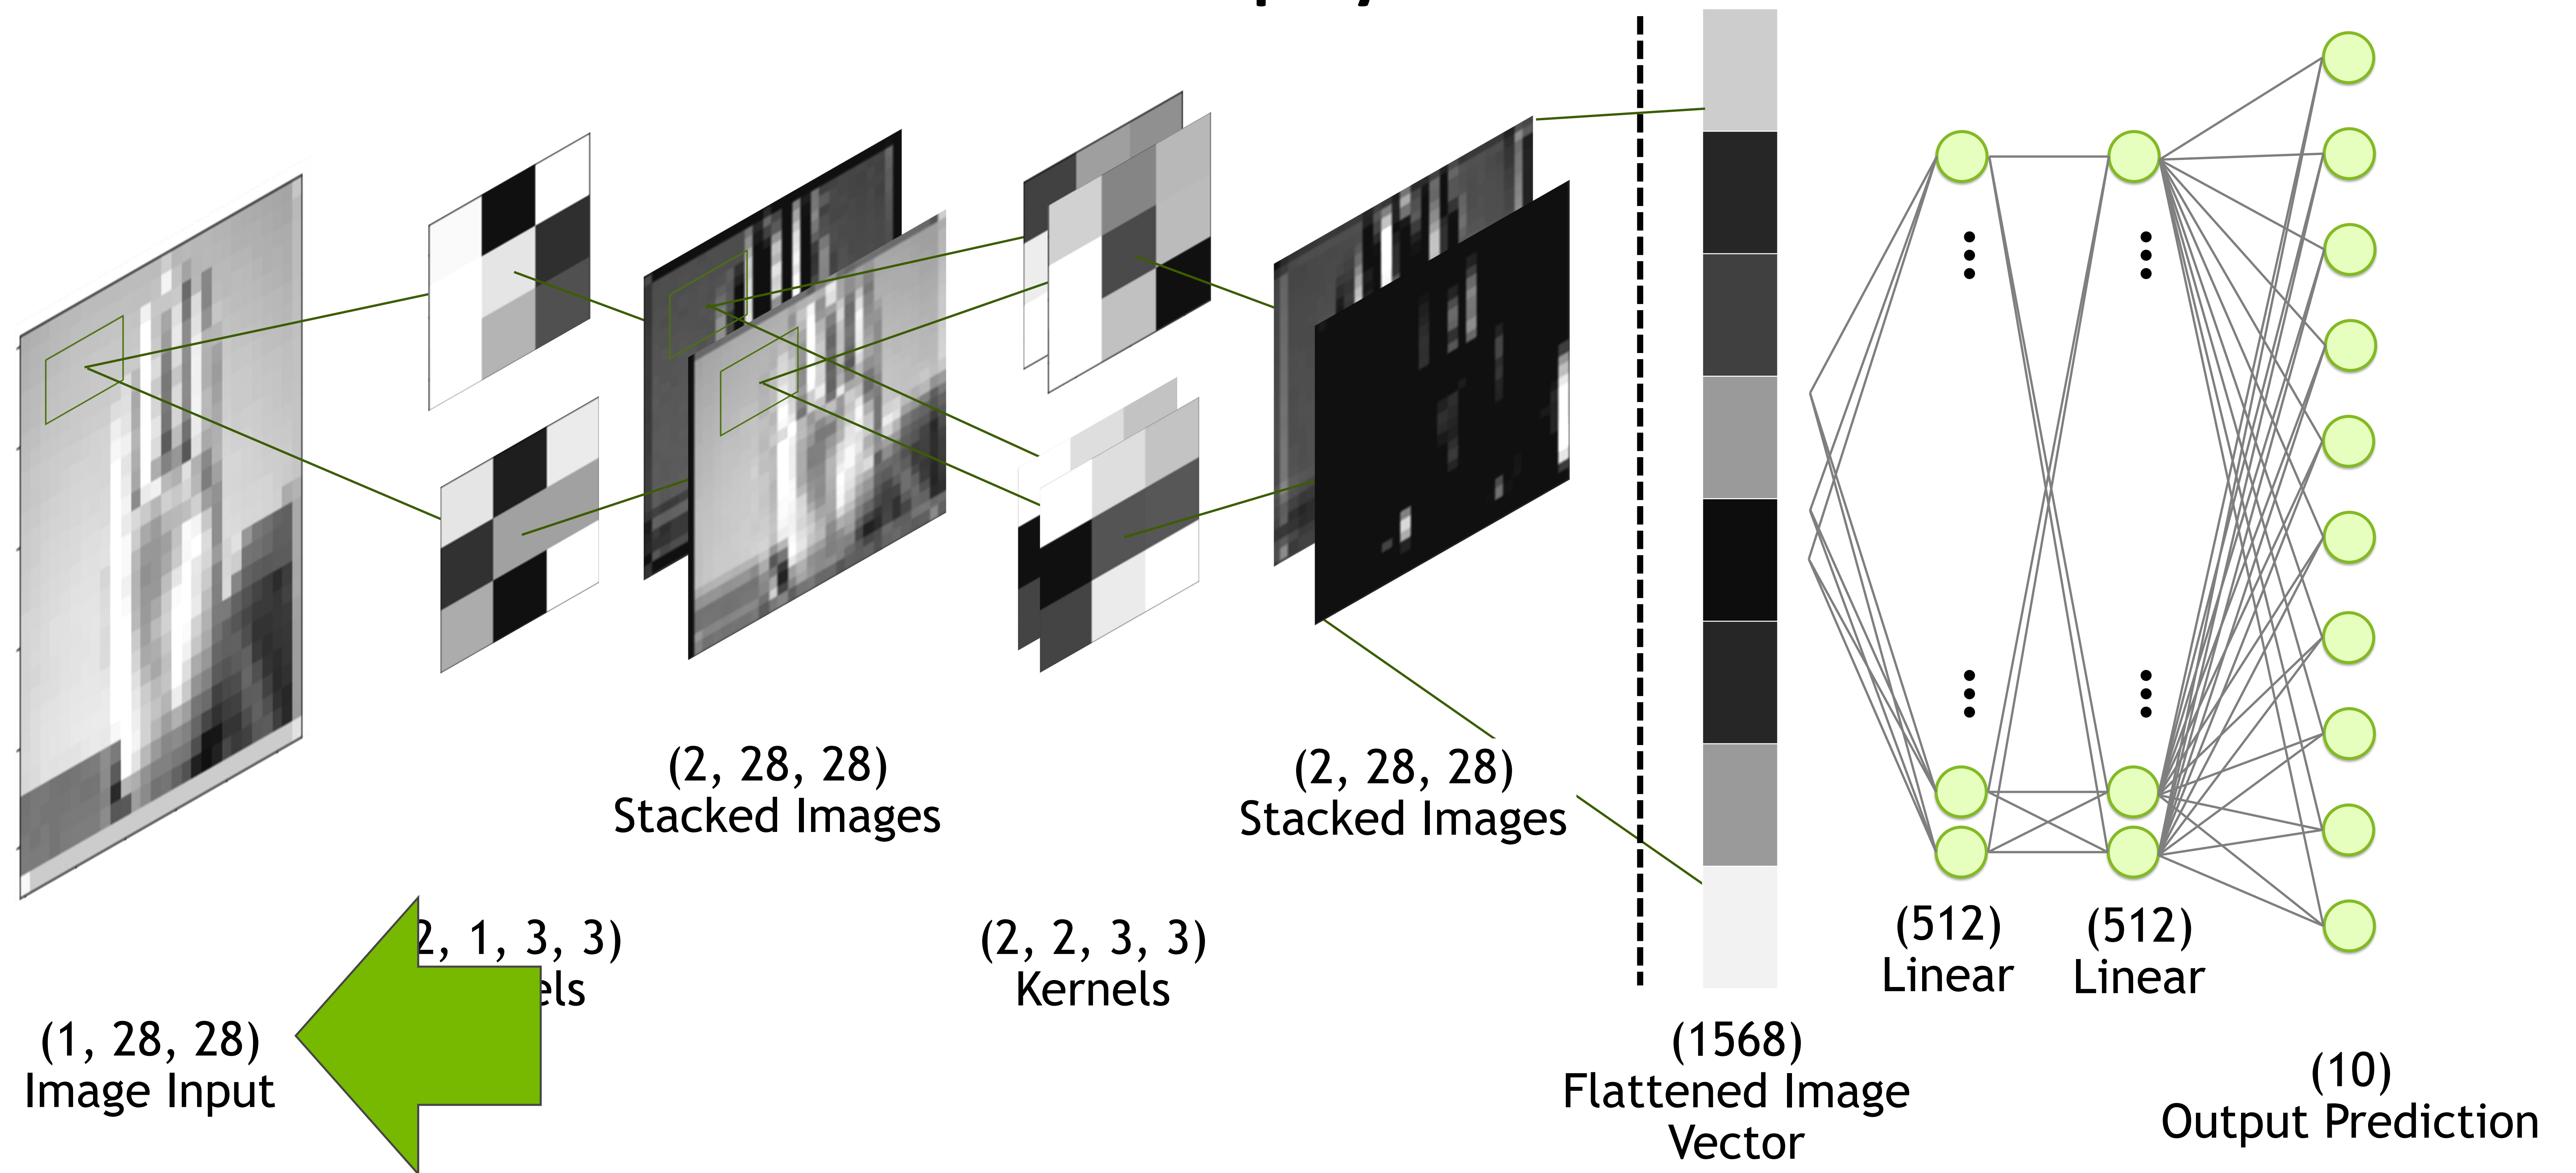 (2, 28, 28)
Stacked Images
(2, 28, 28)
Stacked Images
2, 1, 3, 3)
(2, 2, 3, 3)
Kernels
(512)
Linear
(512)
Linear
(1, 28, 28)
Image Input
(1568)
Flattened Image
Vector
(10)
Output Prediction